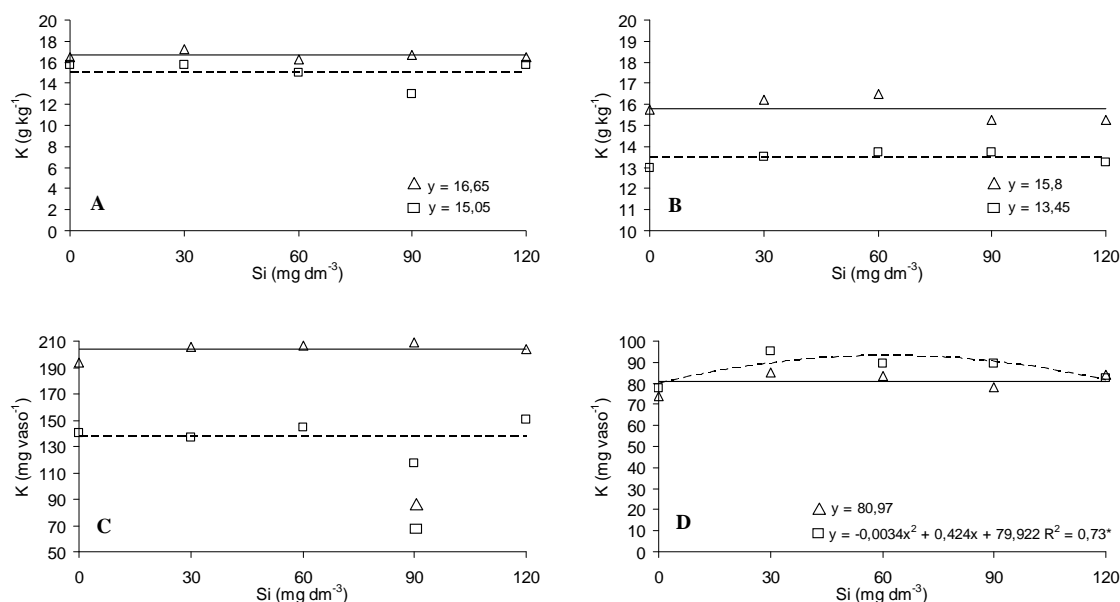 K (g kg⁻¹)
20
18
16
14
12
10
8
6
4
2
0
A
△ y = 16,65
□ y = 15,05
0 30 60 90 120
Si (mg dm⁻³)
K (g kg⁻¹)
20
19
18
17
16
15
14
13
12
11
10
B
△ y = 15,8
□ y = 13,45
0 30 60 90 120
Si (mg dm⁻³)
K (mg vaso⁻¹)
210
190
170
150
130
110
90
70
50
C
0 30 60 90 120
Si (mg dm⁻³)
K (mg vaso⁻¹)
100
90
80
70
60
50
40
30
20
10
0
D
△ y = 80,97
□ y = -0,0034x² + 0,424x + 79,922 R² = 0,73*
0 30 60 90 120
Si (mg dm⁻³)